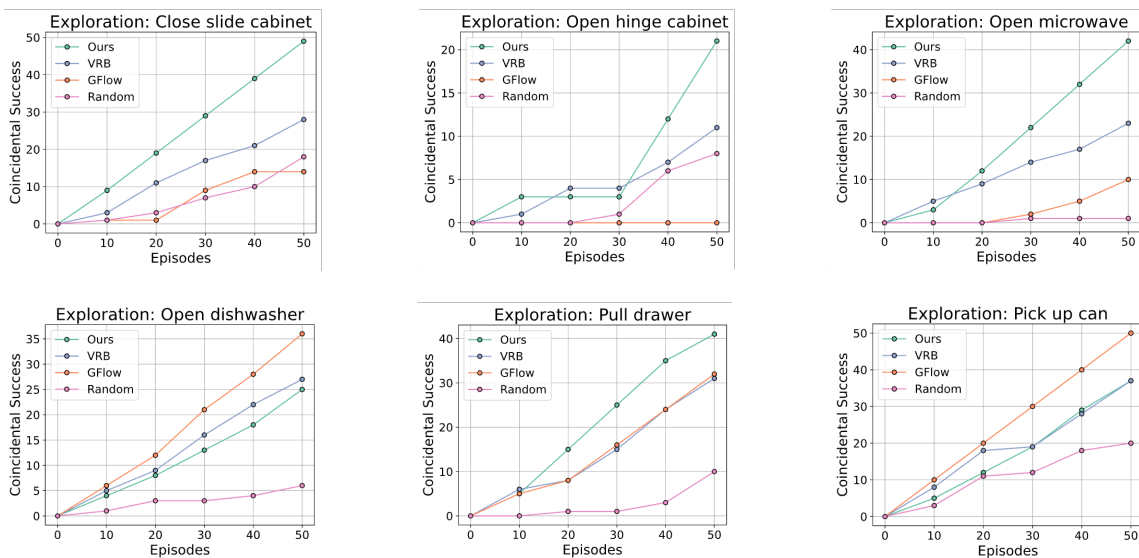 Exploration: Close slide cabinet
50
40
30
20
10
0
Coincidental Success
Ours
VRB
GFlow
Random
0 10 20 30 40 50
Episodes
Exploration: Open hinge cabinet
20
15
10
5
0
Coincidental Success
Ours
VRB
GFlow
Random
0 10 20 30 40 50
Episodes
Exploration: Open microwave
40
30
20
10
0
Coincidental Success
Ours
VRB
GFlow
Random
0 10 20 30 40 50
Episodes
Exploration: Open dishwasher
35
30
25
20
15
10
5
0
Coincidental Success
Ours
VRB
GFlow
Random
0 10 20 30 40 50
Episodes
Exploration: Pull drawer
40
30
20
10
0
Coincidental Success
Ours
VRB
GFlow
Random
0 10 20 30 40 50
Episodes
Exploration: Pick up can
50
40
30
20
10
0
Coincidental Success
Ours
VRB
GFlow
Random
0 10 20 30 40 50
Episodes